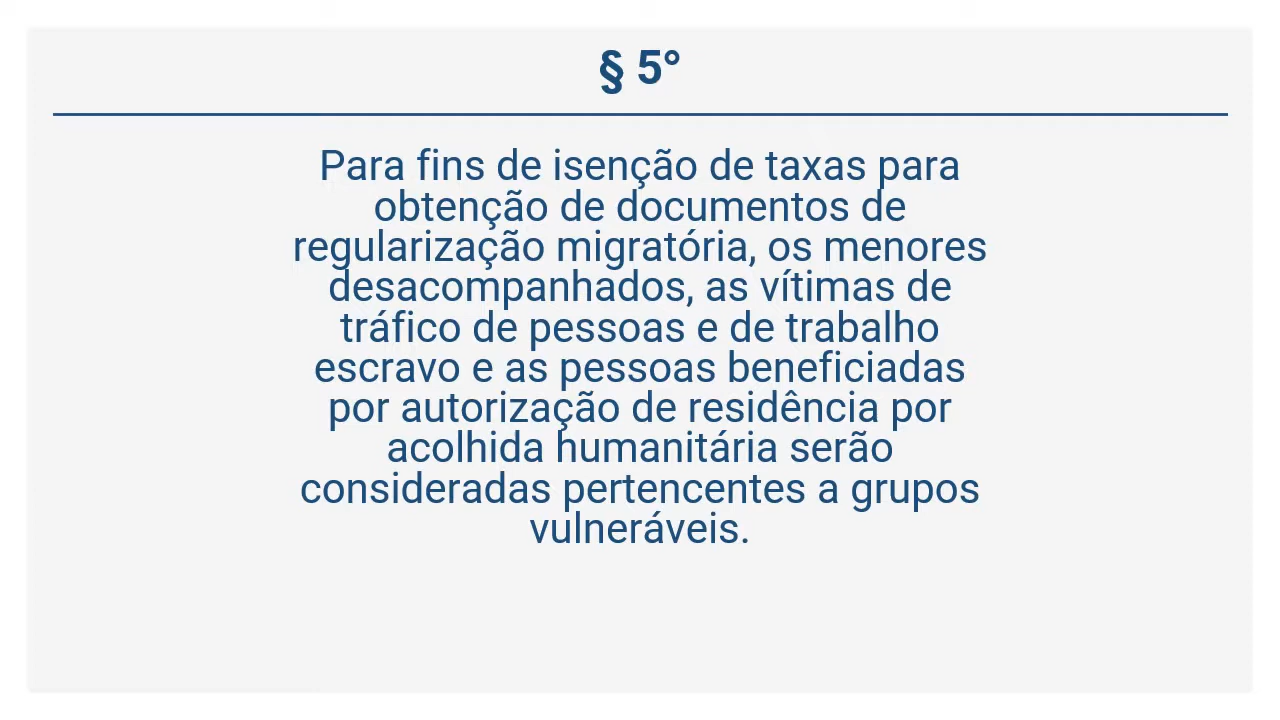 § 5°
Para fins de isenção de taxas para
obtenção de documentos de
regularização migratória, os menores
desacompanhados, as vítimas de
tráfico de pessoas e de trabalho
escravo e as pessoas beneficiadas
por autorização de residência por
acolhida humanitária serão
consideradas pertencentes a grupos
vulneráveis.